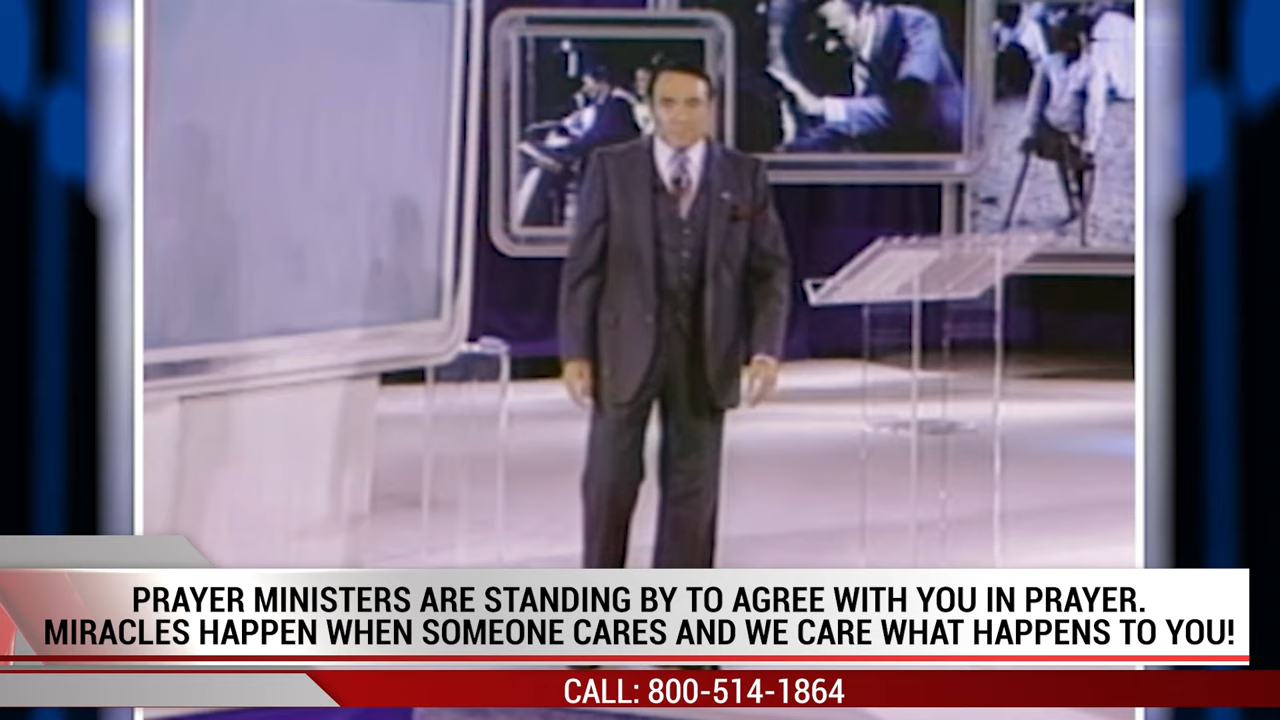 PRAYER MINISTERS ARE STANDING BY TO AGREE WITH YOU IN PRAYER.
MIRACLES HAPPEN WHEN SOMEONE CARES AND WE CARE WHAT HAPPENS TO YOU!
CALL: 800-514-1864